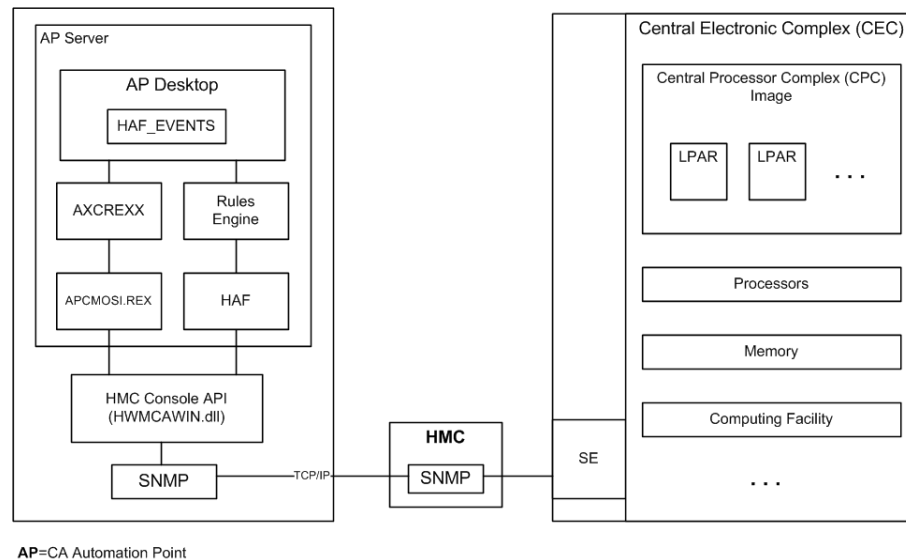 AP Server
AP Desktop
HAF_EVENTS
AXCREXX
Rules
Engine
APCMOSI.REX
HAF
HMC Console API
(HWMCAWIN.dll)
SNMP
TCP/IP
HMC
SNMP
SE
Central Electronic Complex (CEC)
Central Processor Complex (CPC)
Image
LPAR
LPAR
. . .
Processors
Memory
Computing Facility
. . .
AP=CA Automation Point